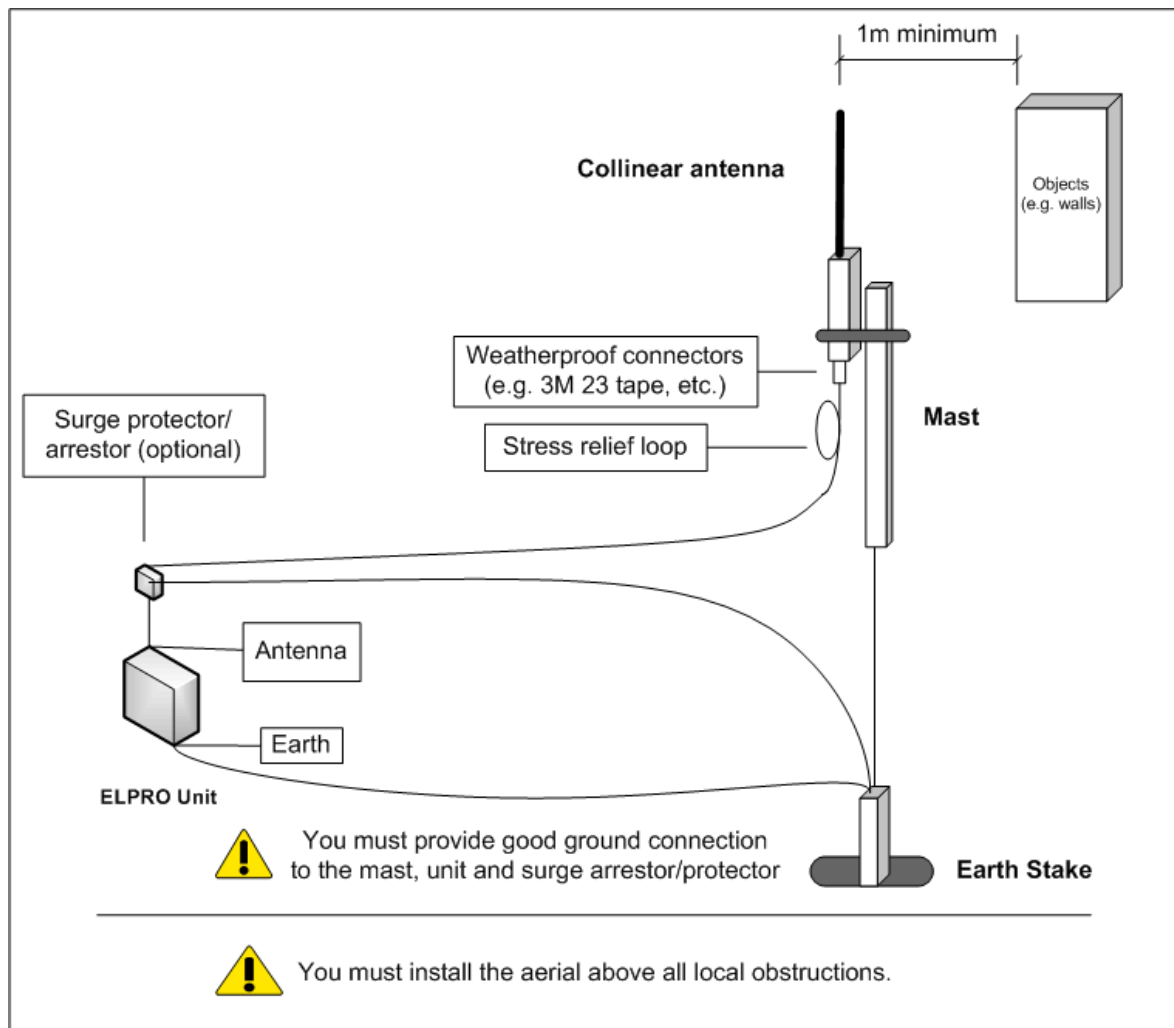 1m minimum
Collinear antenna
Objects
(e.g. walls)
Weatherproof connectors
(e.g. 3M 23 tape, etc.)
Surge protector/
arrestor (optional)
Mast
Stress relief loop
Antenna
Earth
ELPRO Unit
You must provide good ground connection
to the mast, unit and surge arrestor/protector
Earth Stake
You must install the aerial above all local obstructions.